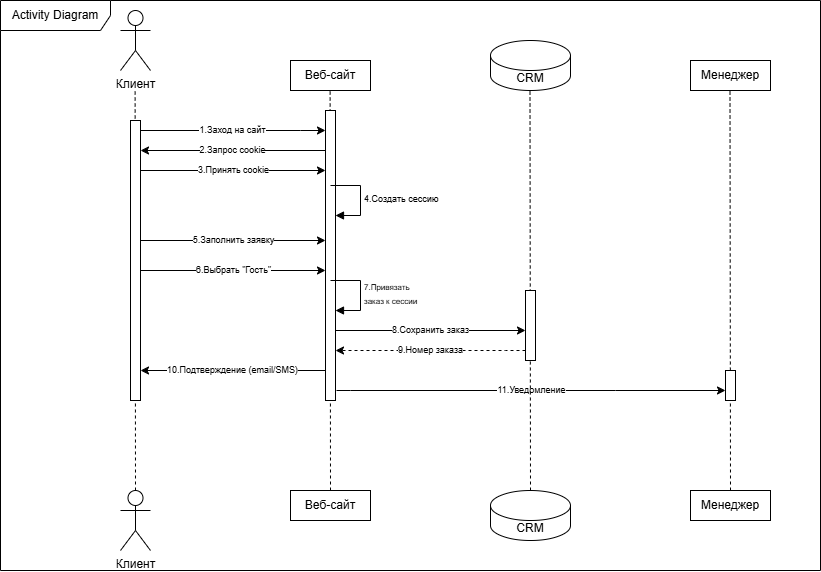 Activity Diagram
Клиент
Веб-сайт
CRM
Менеджер
1.Заход на сайт
2.Запрос cookie
3.Принять cookie
4.Создать сессию
5.Заполнить заявку
6.Выбрать "Гость"
7.Привязать
заказ к сессии
8.Сохранить заказ
9.Номер заказа
10.Подтверждение (email/SMS)
11.Уведомление
Веб-сайт
CRM
Менеджер
Клиент